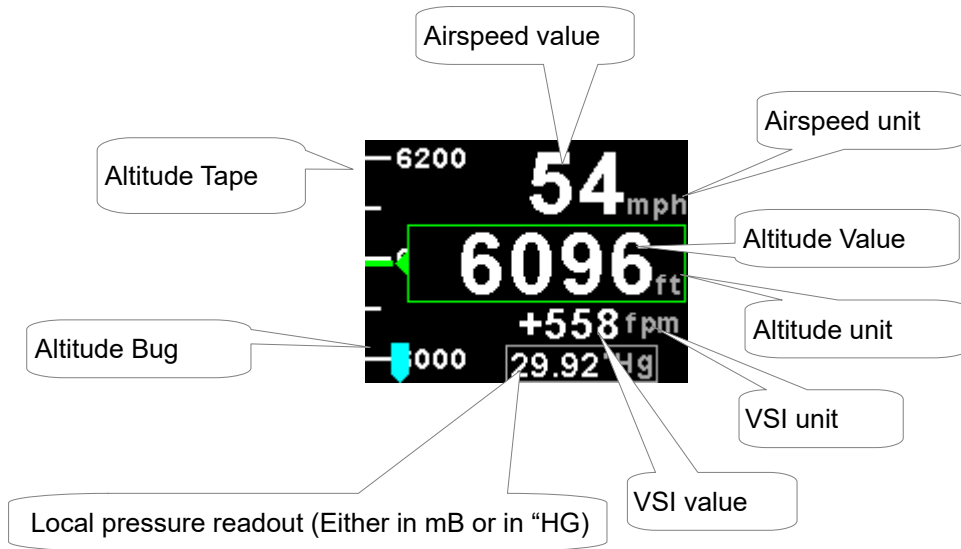 Airspeed value
Airspeed unit
Altitude Tape
6200
54 mph
6096 ft
Altitude Value
Altitude unit
+558 fpm
Altitude Bug
000
29.92 "Hg
VSI unit
VSI value
Local pressure readout (Either in mB or in “HG)